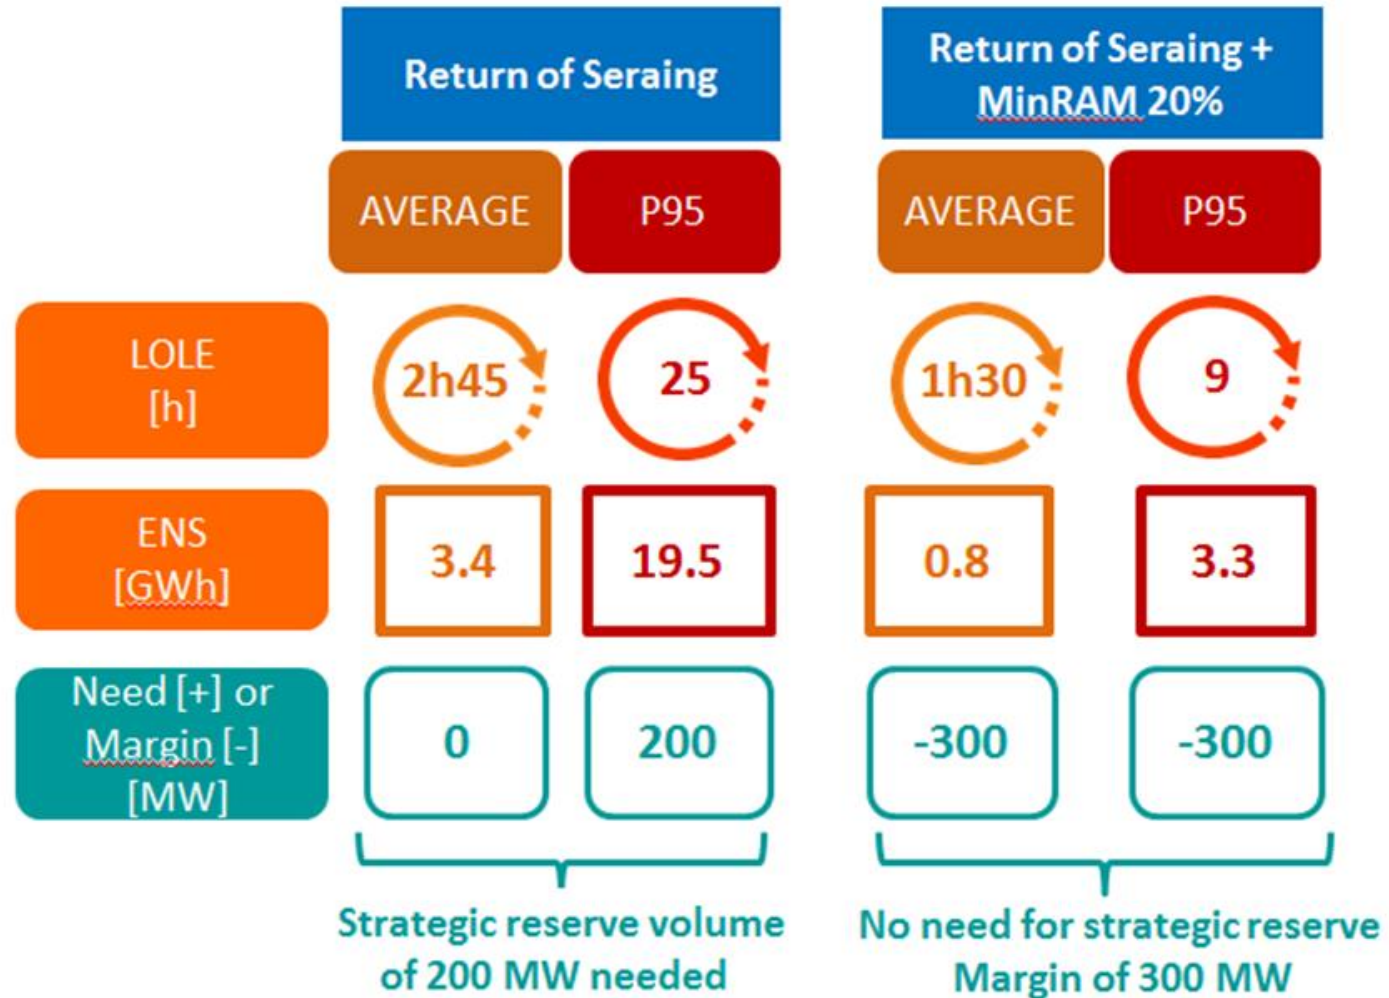 Return of Seraing
Return of Seraing +
MinRAM 20%
AVERAGE
P95
AVERAGE
P95
LOLE
[h]
2h45
25
1h30
9
ENS
[GWh]
3.4
19.5
0.8
3.3
Need [+] or
Margin [-]
[MW]
0
200
-300
-300
Strategic reserve volume
of 200 MW needed
No need for strategic reserve
Margin of 300 MW